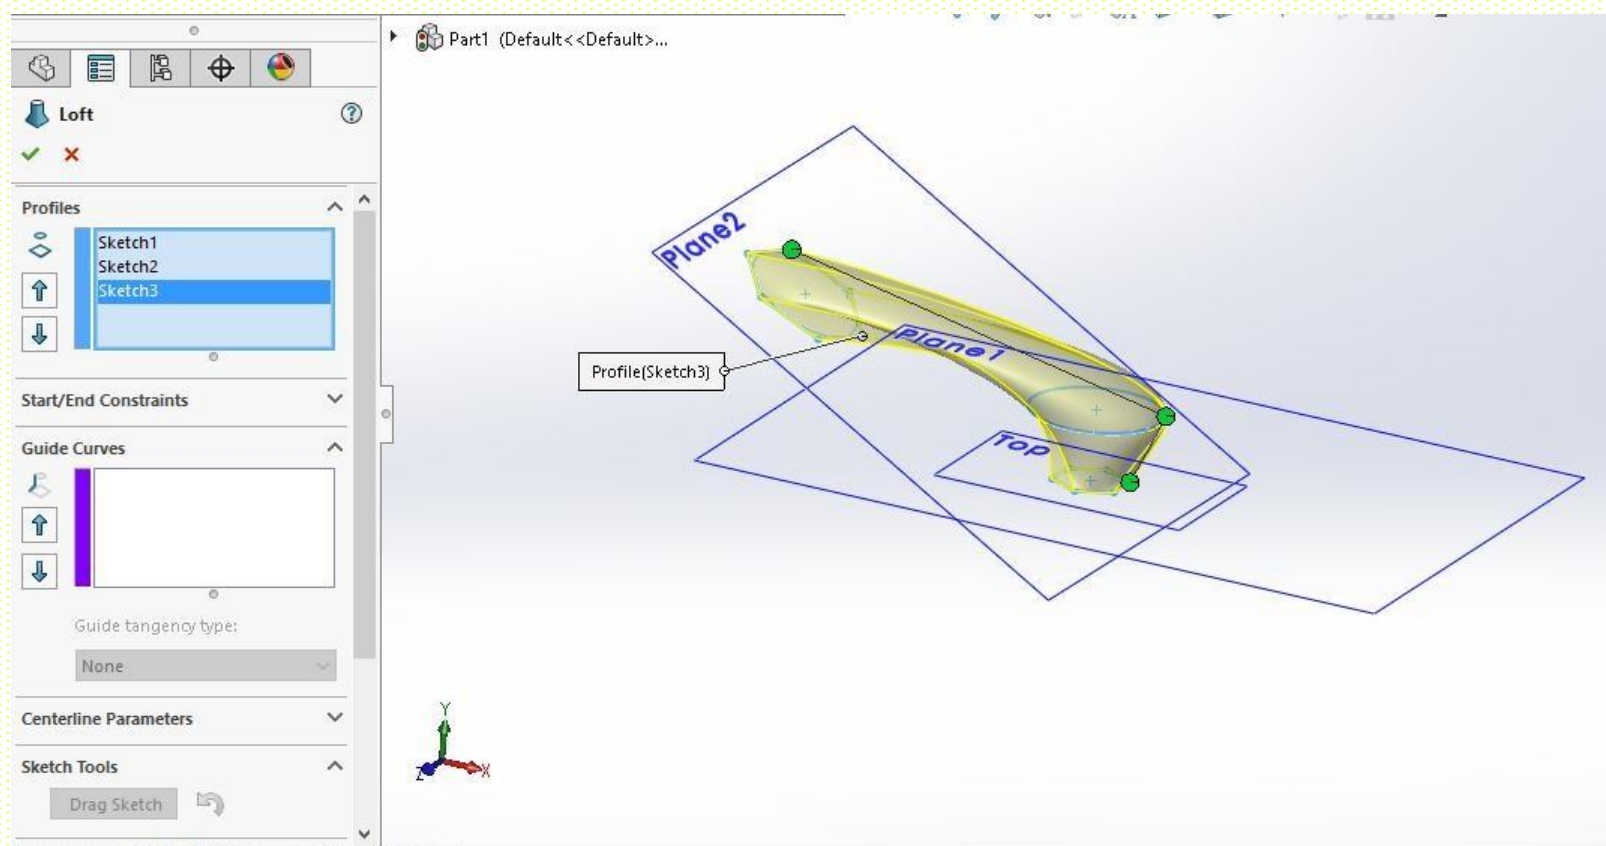 Part1 (Default<<Default>...
Loft
Profiles
Sketch1
Sketch2
Sketch3
Start/End Constraints
Guide Curves
Guide tangency type:
None
Centerline Parameters
Sketch Tools
Drag Sketch
Plane2
Plane1
Profile(Sketch3)
Top
Y
Z
X